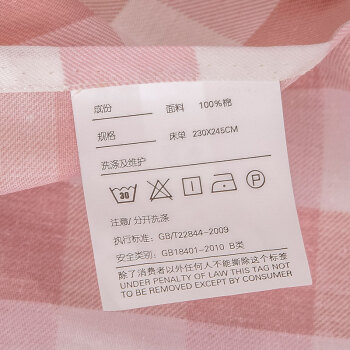 成份 面料 100%棉
规格 床单 230X245CM
洗涤及维护
30 P
注意/分开洗涤
执行标准：GB/T22844-2009
安全类别：GB18401-2010 B类
除了消费者以外任何人不能撕除这个标签
UNDER PENALTY OF LAW THIS TAG NOT
TO BE REMOVED EXCEPT BY CONSUMER